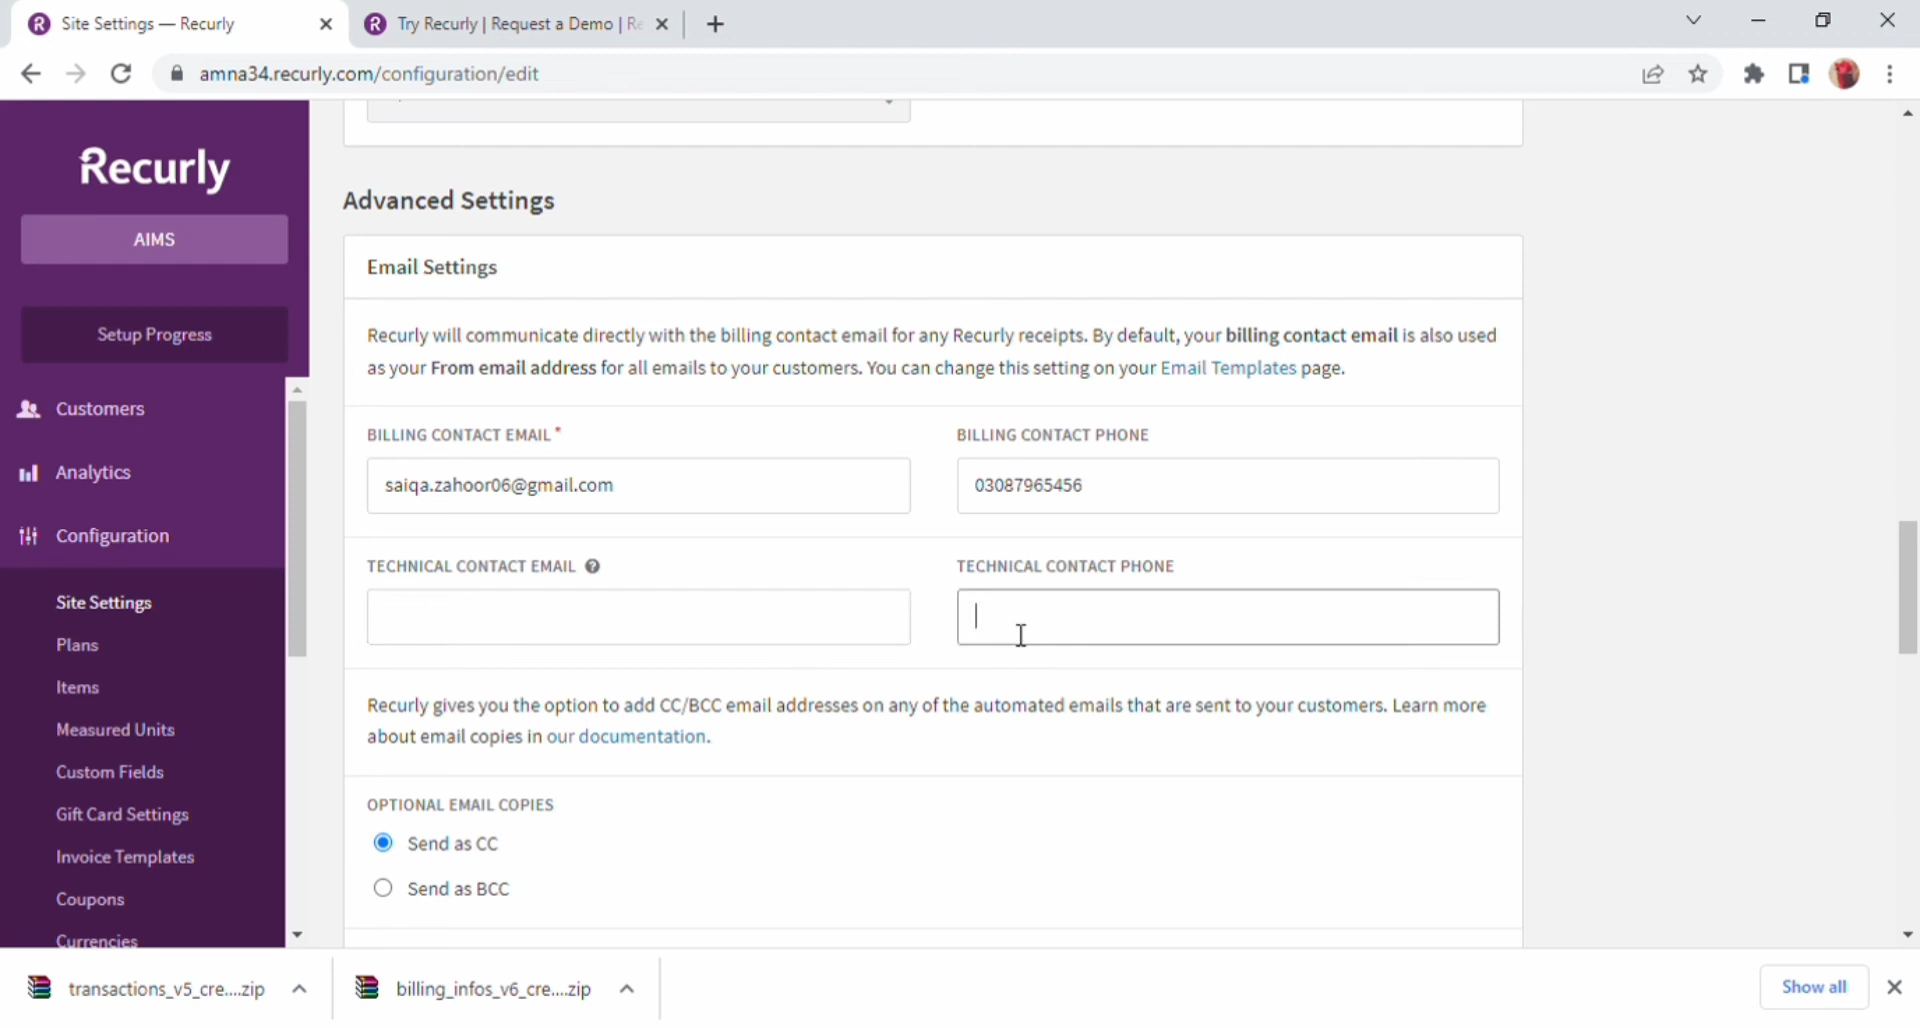 Site Settings — Recurly
Try Recurly | Request a Demo | Re
amna34.recurly.com/configuration/edit
Recurly
AIMS
Setup Progress
Customers
Analytics
Configuration
Site Settings
Plans
Items
Measured Units
Custom Fields
Gift Card Settings
Invoice Templates
Coupons
Currencies
Advanced Settings
Email Settings
Recurly will communicate directly with the billing contact email for any Recurly receipts. By default, your billing contact email is also used
as your From email address for all emails to your customers. You can change this setting on your Email Templates page.
BILLING CONTACT EMAIL *
BILLING CONTACT PHONE
saiqa.zahoor06@gmail.com
03087965456
TECHNICAL CONTACT EMAIL ?
TECHNICAL CONTACT PHONE
Recurly gives you the option to add CC/BCC email addresses on any of the automated emails that are sent to your customers. Learn more
about email copies in our documentation.
OPTIONAL EMAIL COPIES
Send as CC
Send as BCC
transactions_v5_cre....zip
billing_infos_v6_cre....zip
Show all